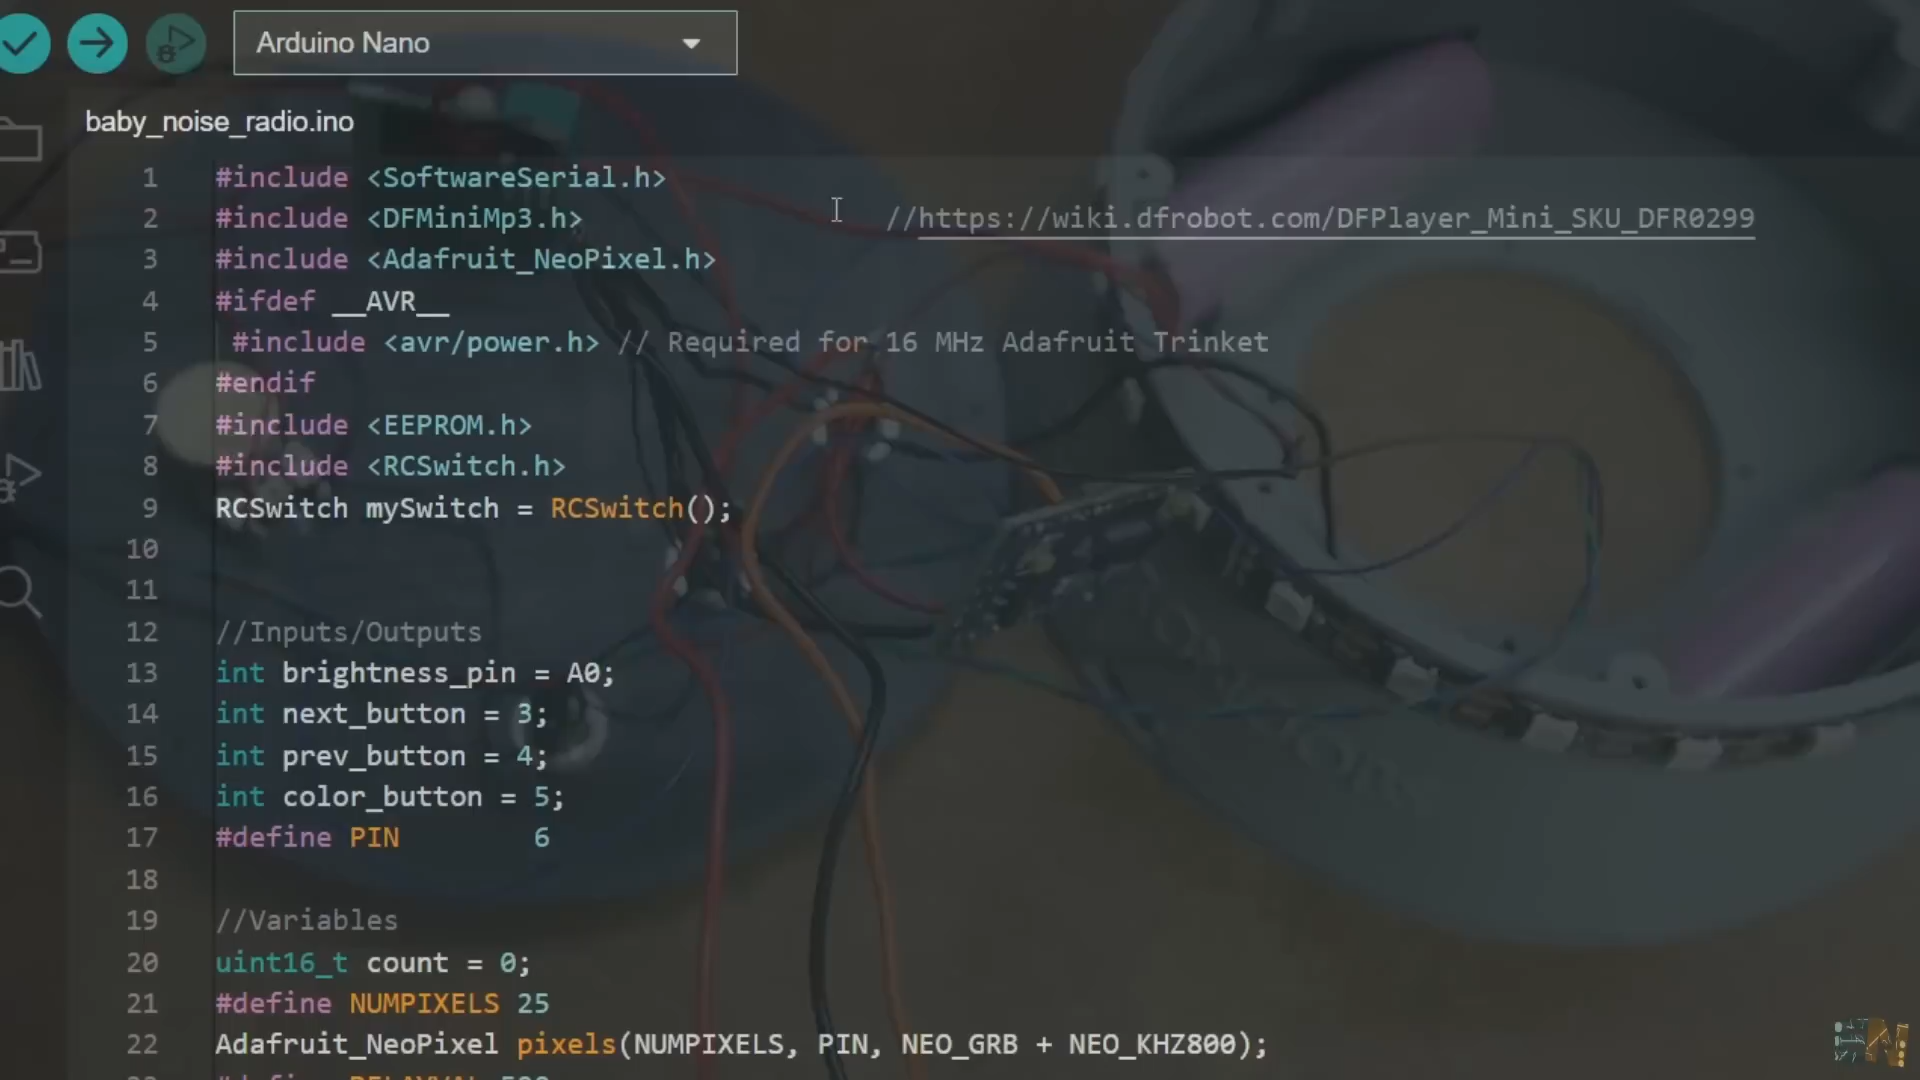 Arduino Nano
baby_noise_radio.ino
1 #include <SoftwareSerial.h>
2 #include <DFMiniMp3.h> //https://wiki.dfrobot.com/DFPlayer_Mini_SKU_DFR0299
3 #include <Adafruit_NeoPixel.h>
4 #ifdef __AVR__
5 #include <avr/power.h> // Required for 16 MHz Adafruit Trinket
6 #endif
7 #include <EEPROM.h>
8 #include <RCSwitch.h>
9 RCSwitch mySwitch = RCSwitch();
10
11
12 //Inputs/Outputs
13 int brightness_pin = A0;
14 int next_button = 3;
15 int prev_button = 4;
16 int color_button = 5;
17 #define PIN 6
18
19 //Variables
20 uint16_t count = 0;
21 #define NUMPIXELS 25
22 Adafruit_NeoPixel pixels(NUMPIXELS, PIN, NEO_GRB + NEO_KHZ800);